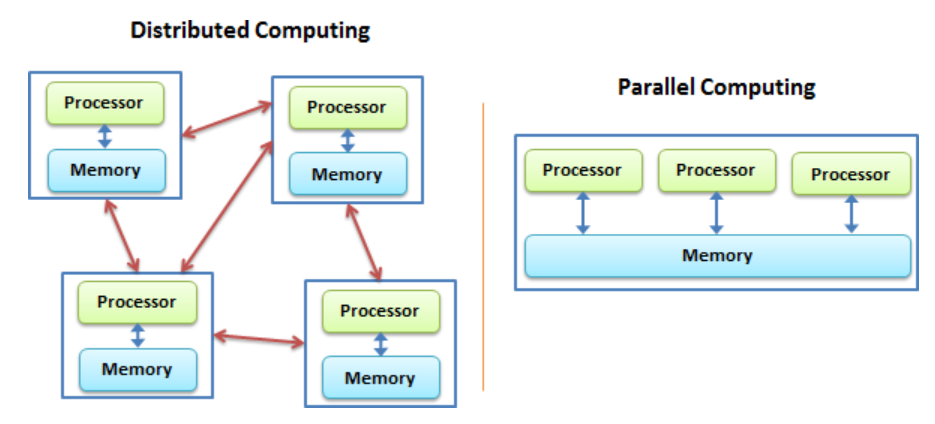 Distributed Computing
Processor
Memory
Processor
Memory
Processor
Memory
Processor
Memory
Parallel Computing
Processor
Processor
Processor
Memory